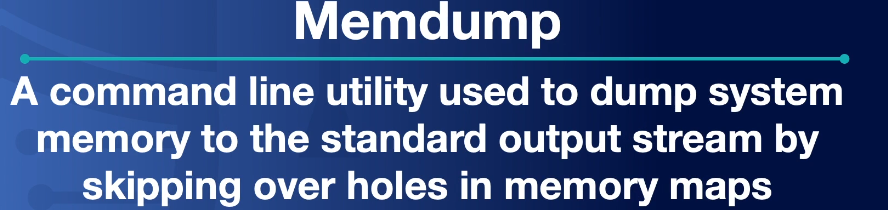 Memdump
A command line utility used to dump system
memory to the standard output stream by
skipping over holes in memory maps